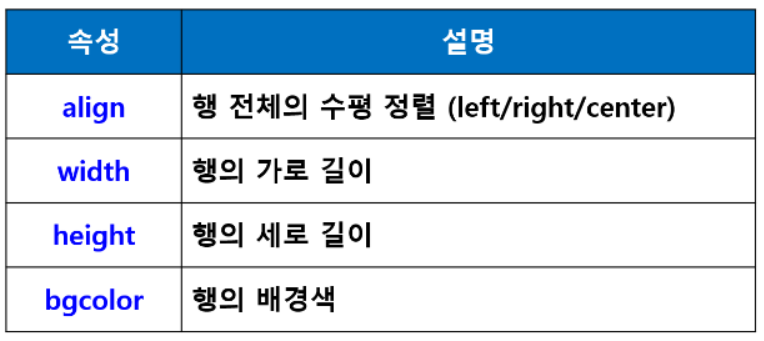 속성 설명
align 행 전체의 수평 정렬 (left/right/center)
width 행의 가로 길이
height 행의 세로 길이
bgcolor 행의 배경색